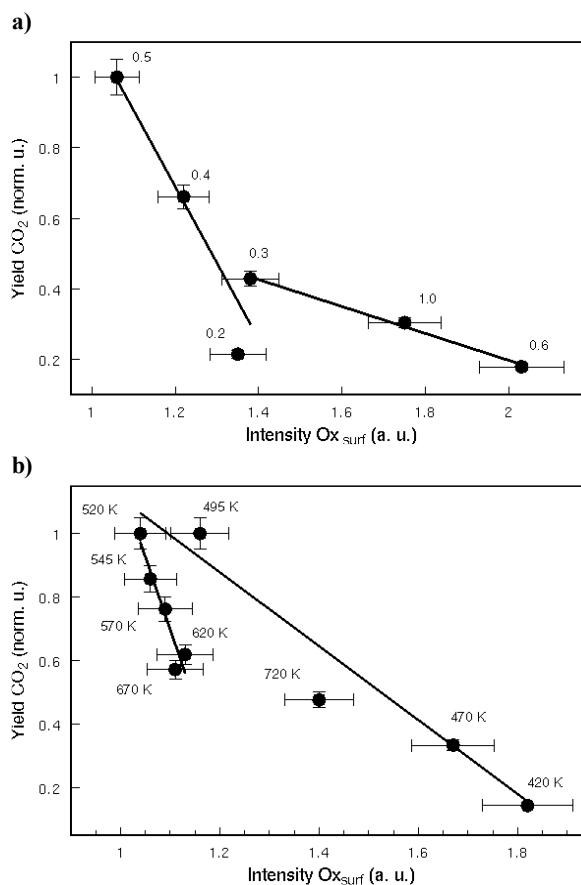 a)
0.5
0.4
0.3
0.2
1.0
0.6
1
0.8
0.6
0.4
0.2
Yield CO₂ (norm. u.)
1 1.2 1.4 1.6 1.8 2
Intensity Ox_surf (a. u.)
b)
520 K 495 K
545 K
570 K
620 K
670 K
720 K
470 K
420 K
1
0.8
0.6
0.4
0.2
Yield CO₂ (norm. u.)
1 1.2 1.4 1.6 1.8
Intensity Ox_surf (a. u.)